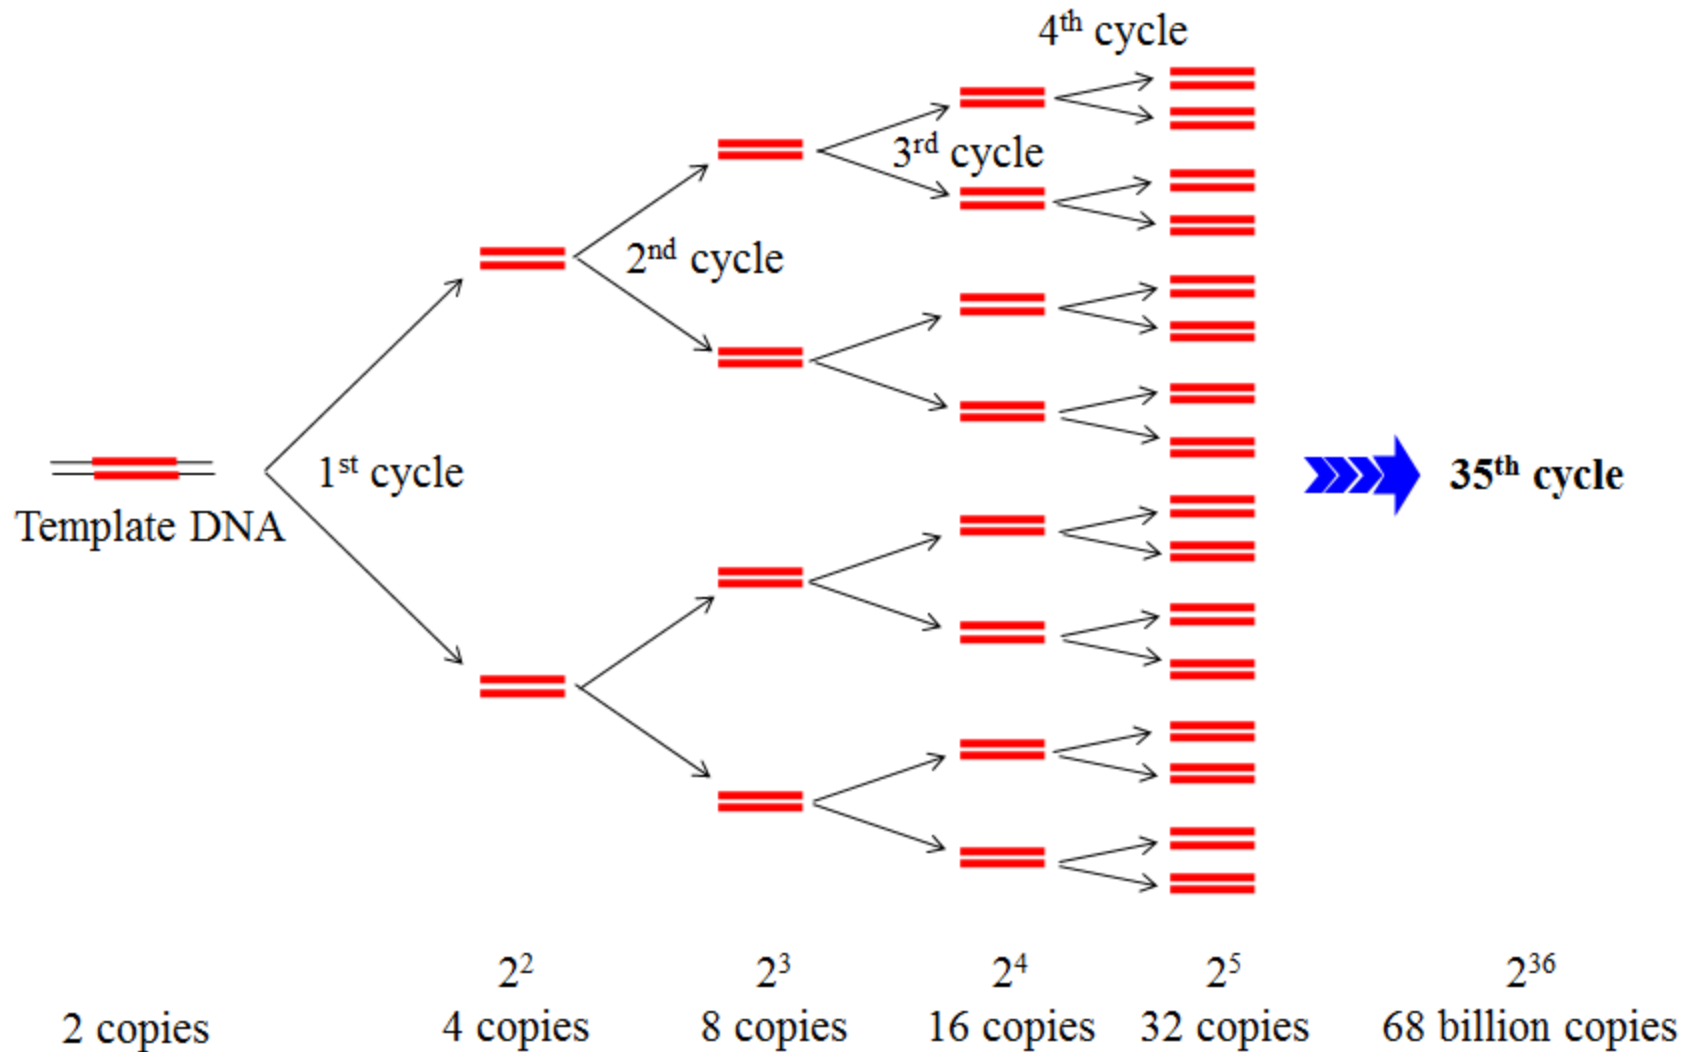 4th cycle
3rd cycle
2nd cycle
1st cycle
35th cycle
Template DNA
2² 2³ 2⁴ 2⁵ 2³⁶
2 copies 4 copies 8 copies 16 copies 32 copies 68 billion copies